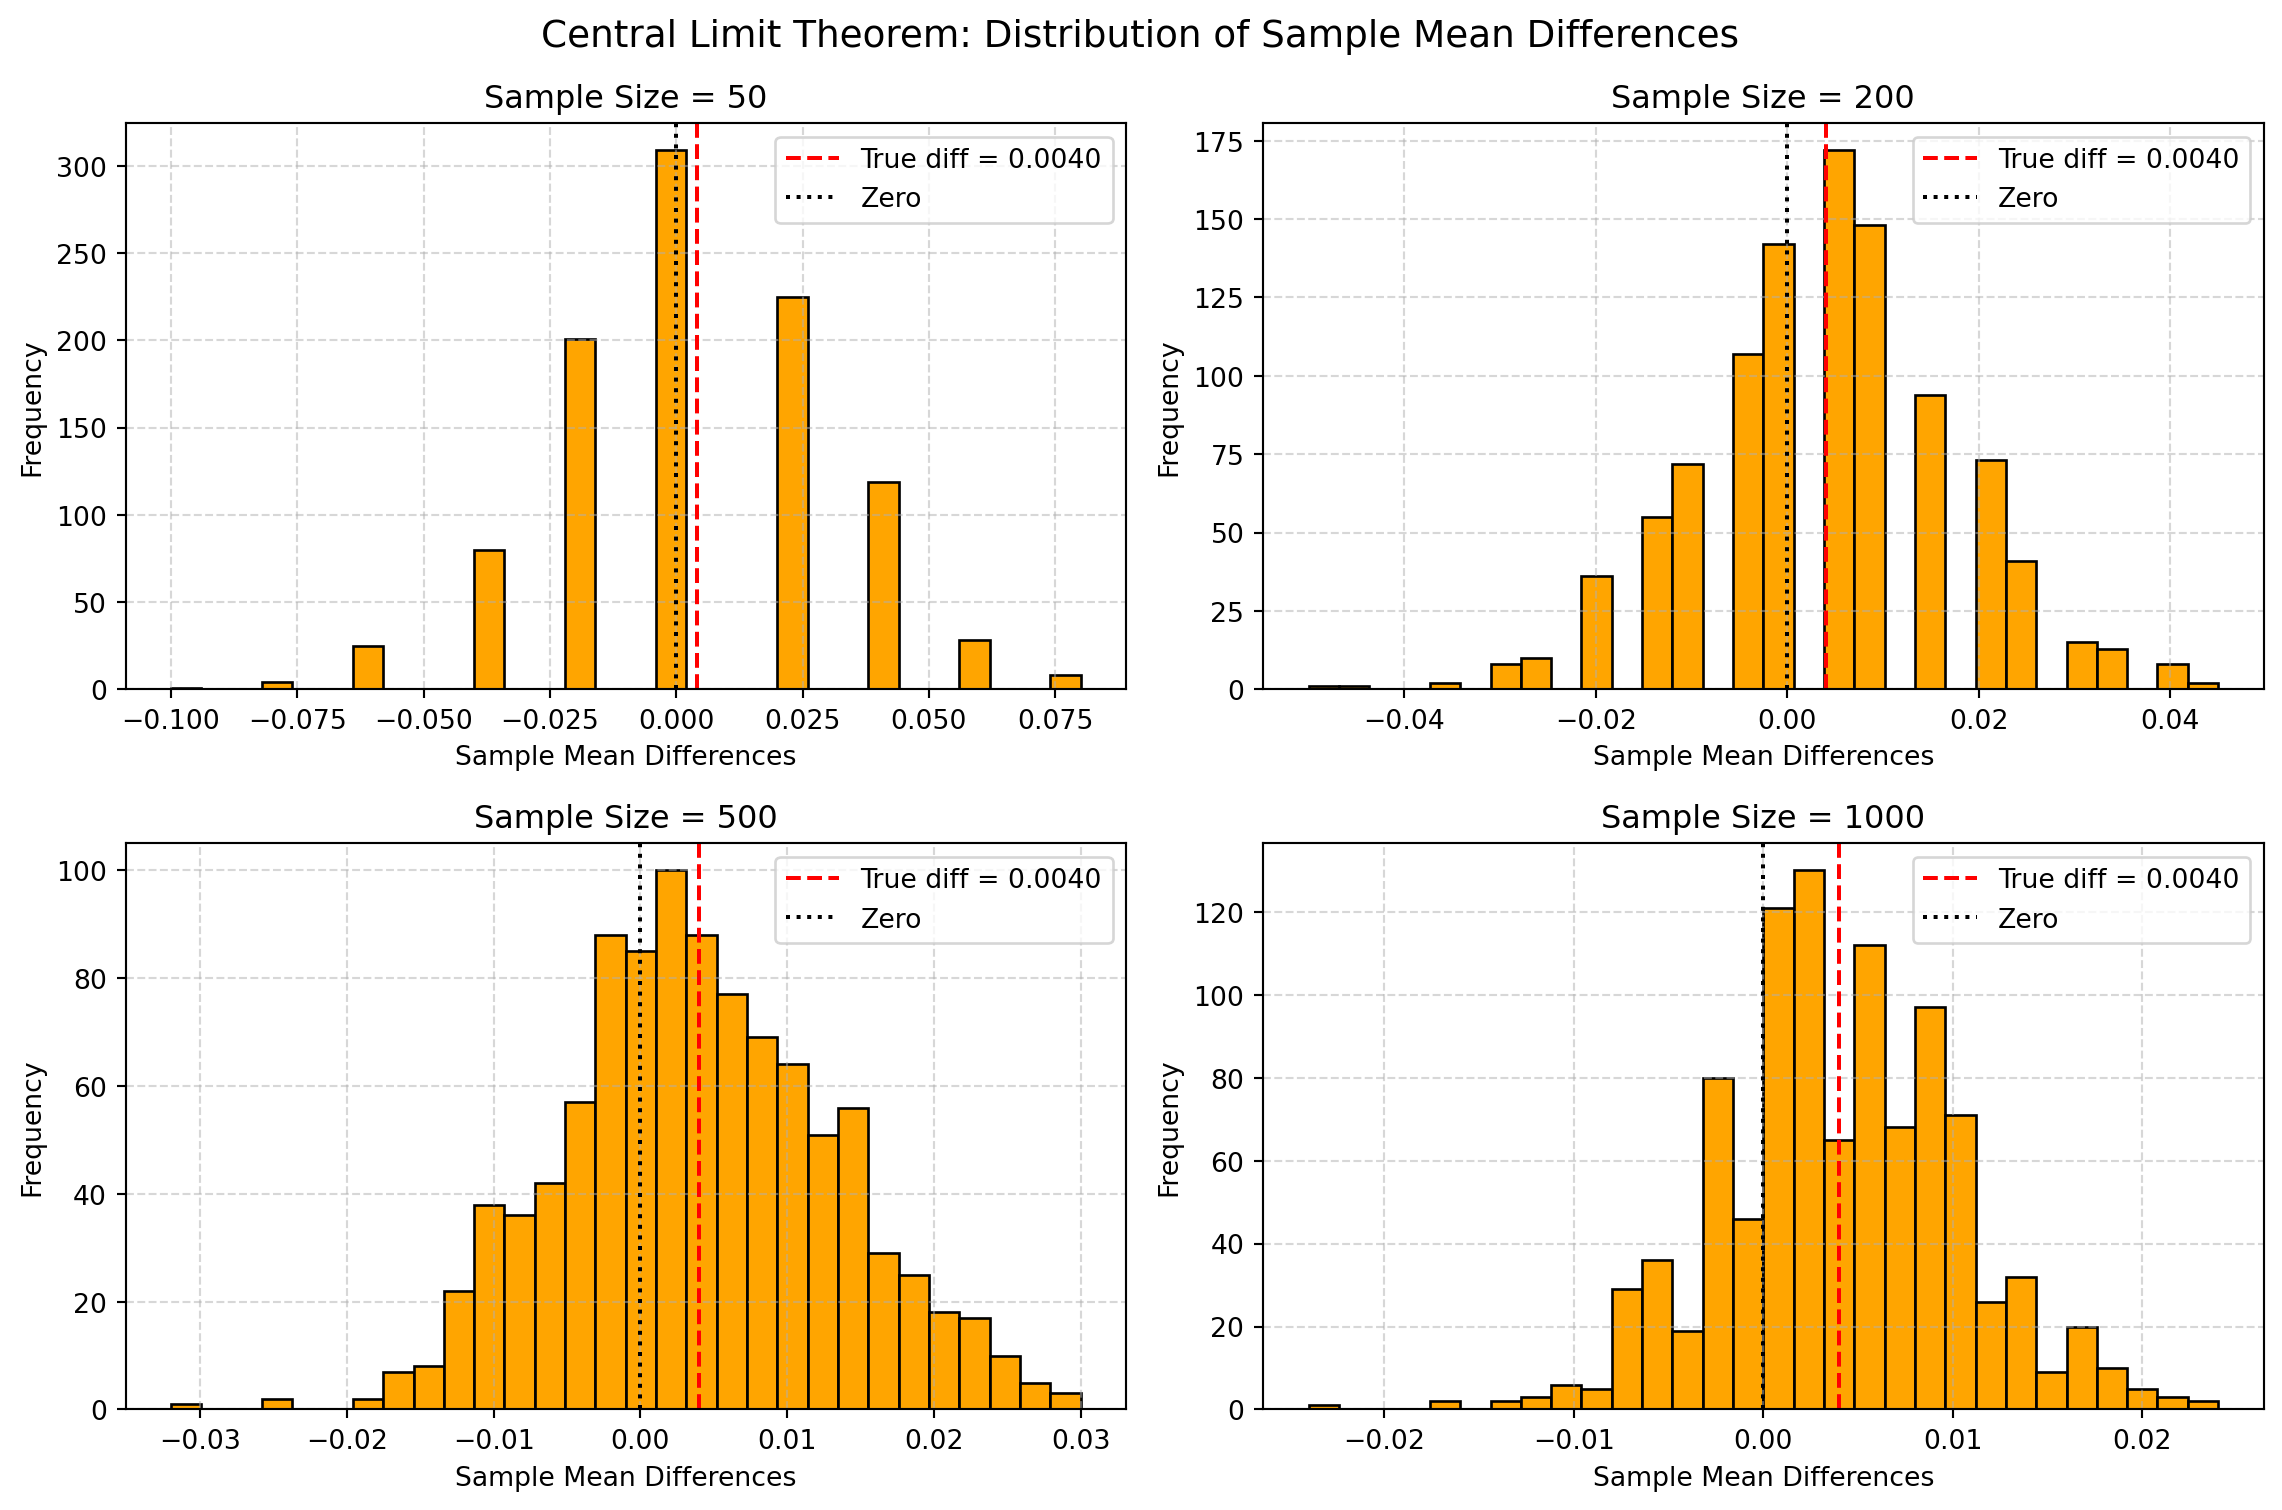 Central Limit Theorem: Distribution of Sample Mean Differences
Sample Size = 50
300
250
200
150
100
50
0
Frequency
True diff = 0.0040
Zero
−0.100 −0.075 −0.050 −0.025 0.000 0.025 0.050 0.075
Sample Mean Differences
Sample Size = 200
175
150
125
100
75
50
25
0
Frequency
True diff = 0.0040
Zero
−0.04 −0.02 0.00 0.02 0.04
Sample Mean Differences
Sample Size = 500
100
80
60
40
20
0
Frequency
True diff = 0.0040
Zero
−0.03 −0.02 −0.01 0.00 0.01 0.02 0.03
Sample Mean Differences
Sample Size = 1000
120
100
80
60
40
20
0
Frequency
True diff = 0.0040
Zero
−0.02 −0.01 0.00 0.01 0.02
Sample Mean Differences